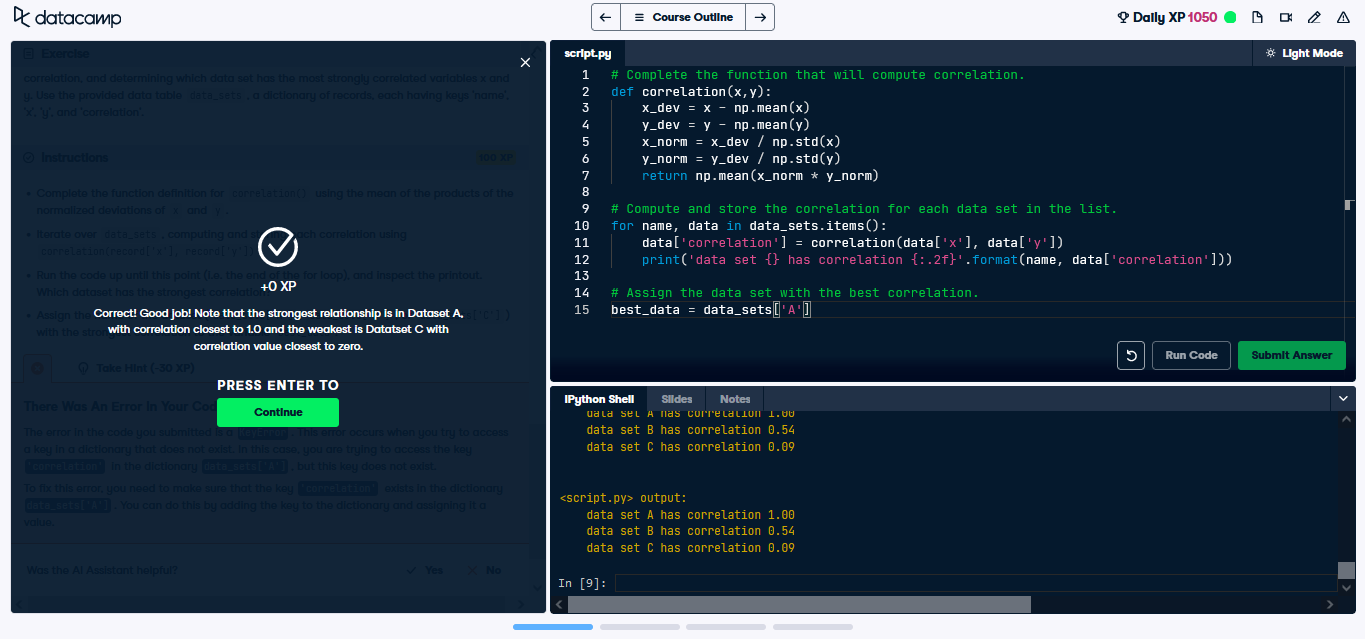 datacamp
Course Outline
Daily XP 1050
Exercise
correlation, and determining which data set has the most strongly correlated variables x and
y. Use the provided data table data_sets, a dictionary of records, each having keys 'name',
'x', 'y', and 'correlation'.
Instructions
100 XP
Complete the function definition for correlation() using the mean of the products of the
normalized deviations of x and y.
Iterate over data_sets, computing and storing each correlation using
correlation(record['x'], record['y'])
Run the code up until this point (i.e. the end of the for loop), and inspect the printout.
Which dataset has the strongest correlation
Assign the
with the strong
Take Hint (-30 XP)
There Was An Error In Your Co
The error in the code you submitted is a KeyError. This error occurs when you try to access
a key in a dictionary that does not exist. In this case, you are trying to access the key
'correlation' in the dictionary data_sets['A'], but this key does not exist.
To fix this error, you need to make sure that the key 'correlation' exists in the dictionary
data_sets['A']. You can do this by adding the key to the dictionary and assigning it a
value.
Was the AI Assistant helpful?
Yes
No
+0 XP
Correct! Good job! Note that the strongest relationship is in Dataset A,
with correlation closest to 1.0 and the weakest is Datatset C with
correlation value closest to zero.
PRESS ENTER TO
Continue
script.py
Light Mode
1 # Complete the function that will compute correlation.
2 def correlation(x,y):
3 x_dev = x - np.mean(x)
4 y_dev = y - np.mean(y)
5 x_norm = x_dev / np.std(x)
6 y_norm = y_dev / np.std(y)
7 return np.mean(x_norm * y_norm)
8
9 # Compute and store the correlation for each data set in the list.
10 for name, data in data_sets.items():
11 data['correlation'] = correlation(data['x'], data['y'])
12 print('data set {} has correlation {:.2f}'.format(name, data['correlation']))
13
14 # Assign the data set with the best correlation.
15 best_data = data_sets['A']
Run Code
Submit Answer
IPython Shell
Slides
Notes
data set A has correlation 1.00
data set B has correlation 0.54
data set C has correlation 0.09
<script.py> output:
data set A has correlation 1.00
data set B has correlation 0.54
data set C has correlation 0.09
In [9]: